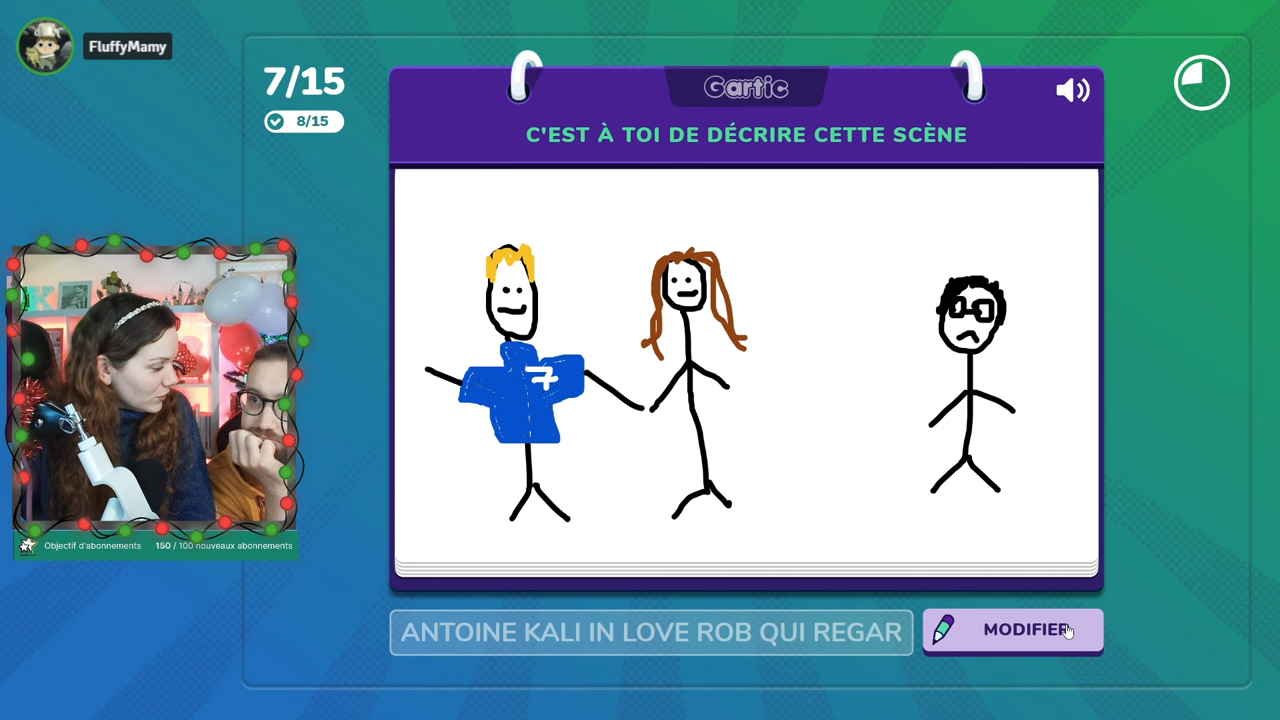 FluffyMamy
7/15
8/15
Gartic
C'EST À TOI DE DÉCRIRE CETTE SCÈNE
7
K
Objectif d'abonnements 150 / 100 nouveaux abonnements
ANTOINE KALI IN LOVE ROB QUI REGAR
MODIFIER